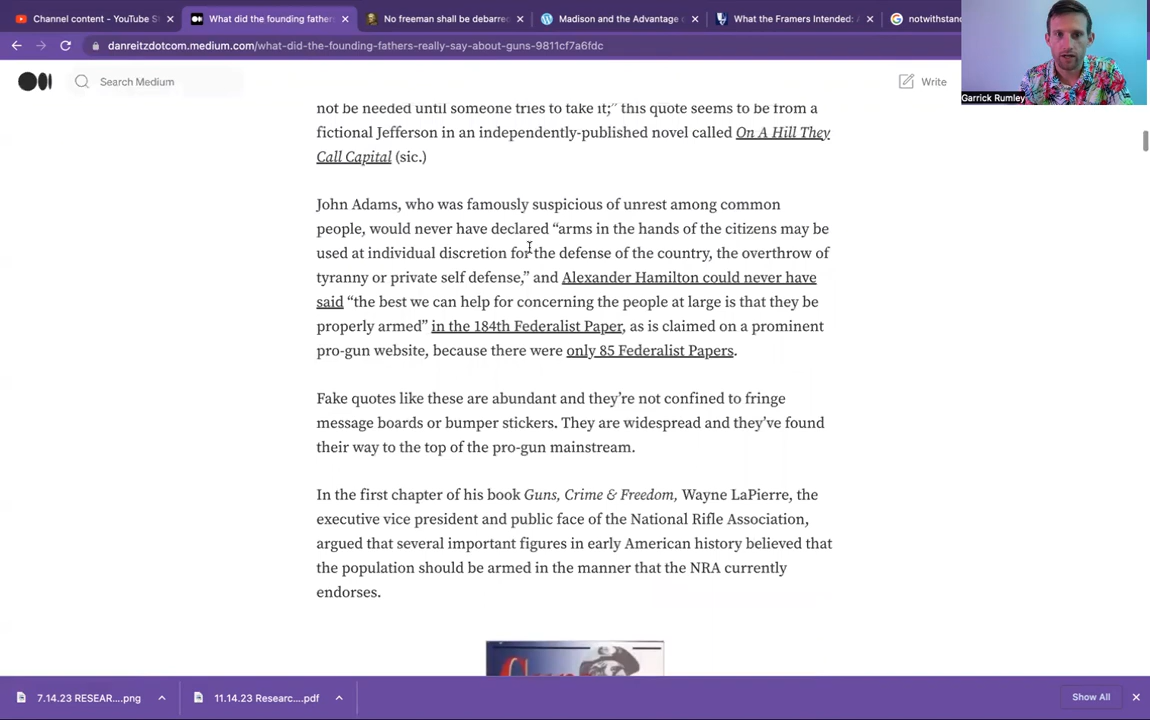 Content - YouTube S
What did the founding father
No freeman shall be debarre
Madison and the Advantage
What the Framers Intended:
notwithstand
danreitzdotcom.medium.com/what-did-the-founding-fathers-really-say-about-guns-9811cf7a6fdc
Search Medium
Write
Garrick Rumley
not be needed until someone tries to take it;" this quote seems to be from a
fictional Jefferson in an independently-published novel called On A Hill They
Call Capital (sic.)
John Adams, who was famously suspicious of unrest among common
people, would never have declared “arms in the hands of the citizens may be
used at individual discretion for the defense of the country, the overthrow of
tyranny or private self defense,” and Alexander Hamilton could never have
said “the best we can help for concerning the people at large is that they be
properly armed” in the 184th Federalist Paper, as is claimed on a prominent
pro-gun website, because there were only 85 Federalist Papers.
Fake quotes like these are abundant and they’re not confined to fringe
message boards or bumper stickers. They are widespread and they’ve found
their way to the top of the pro-gun mainstream.
In the first chapter of his book Guns, Crime & Freedom, Wayne LaPierre, the
executive vice president and public face of the National Rifle Association,
argued that several important figures in early American history believed that
the population should be armed in the manner that the NRA currently
endorses.
7.14.23 RESEAR....png
11.14.23 Researc....pdf
Show All